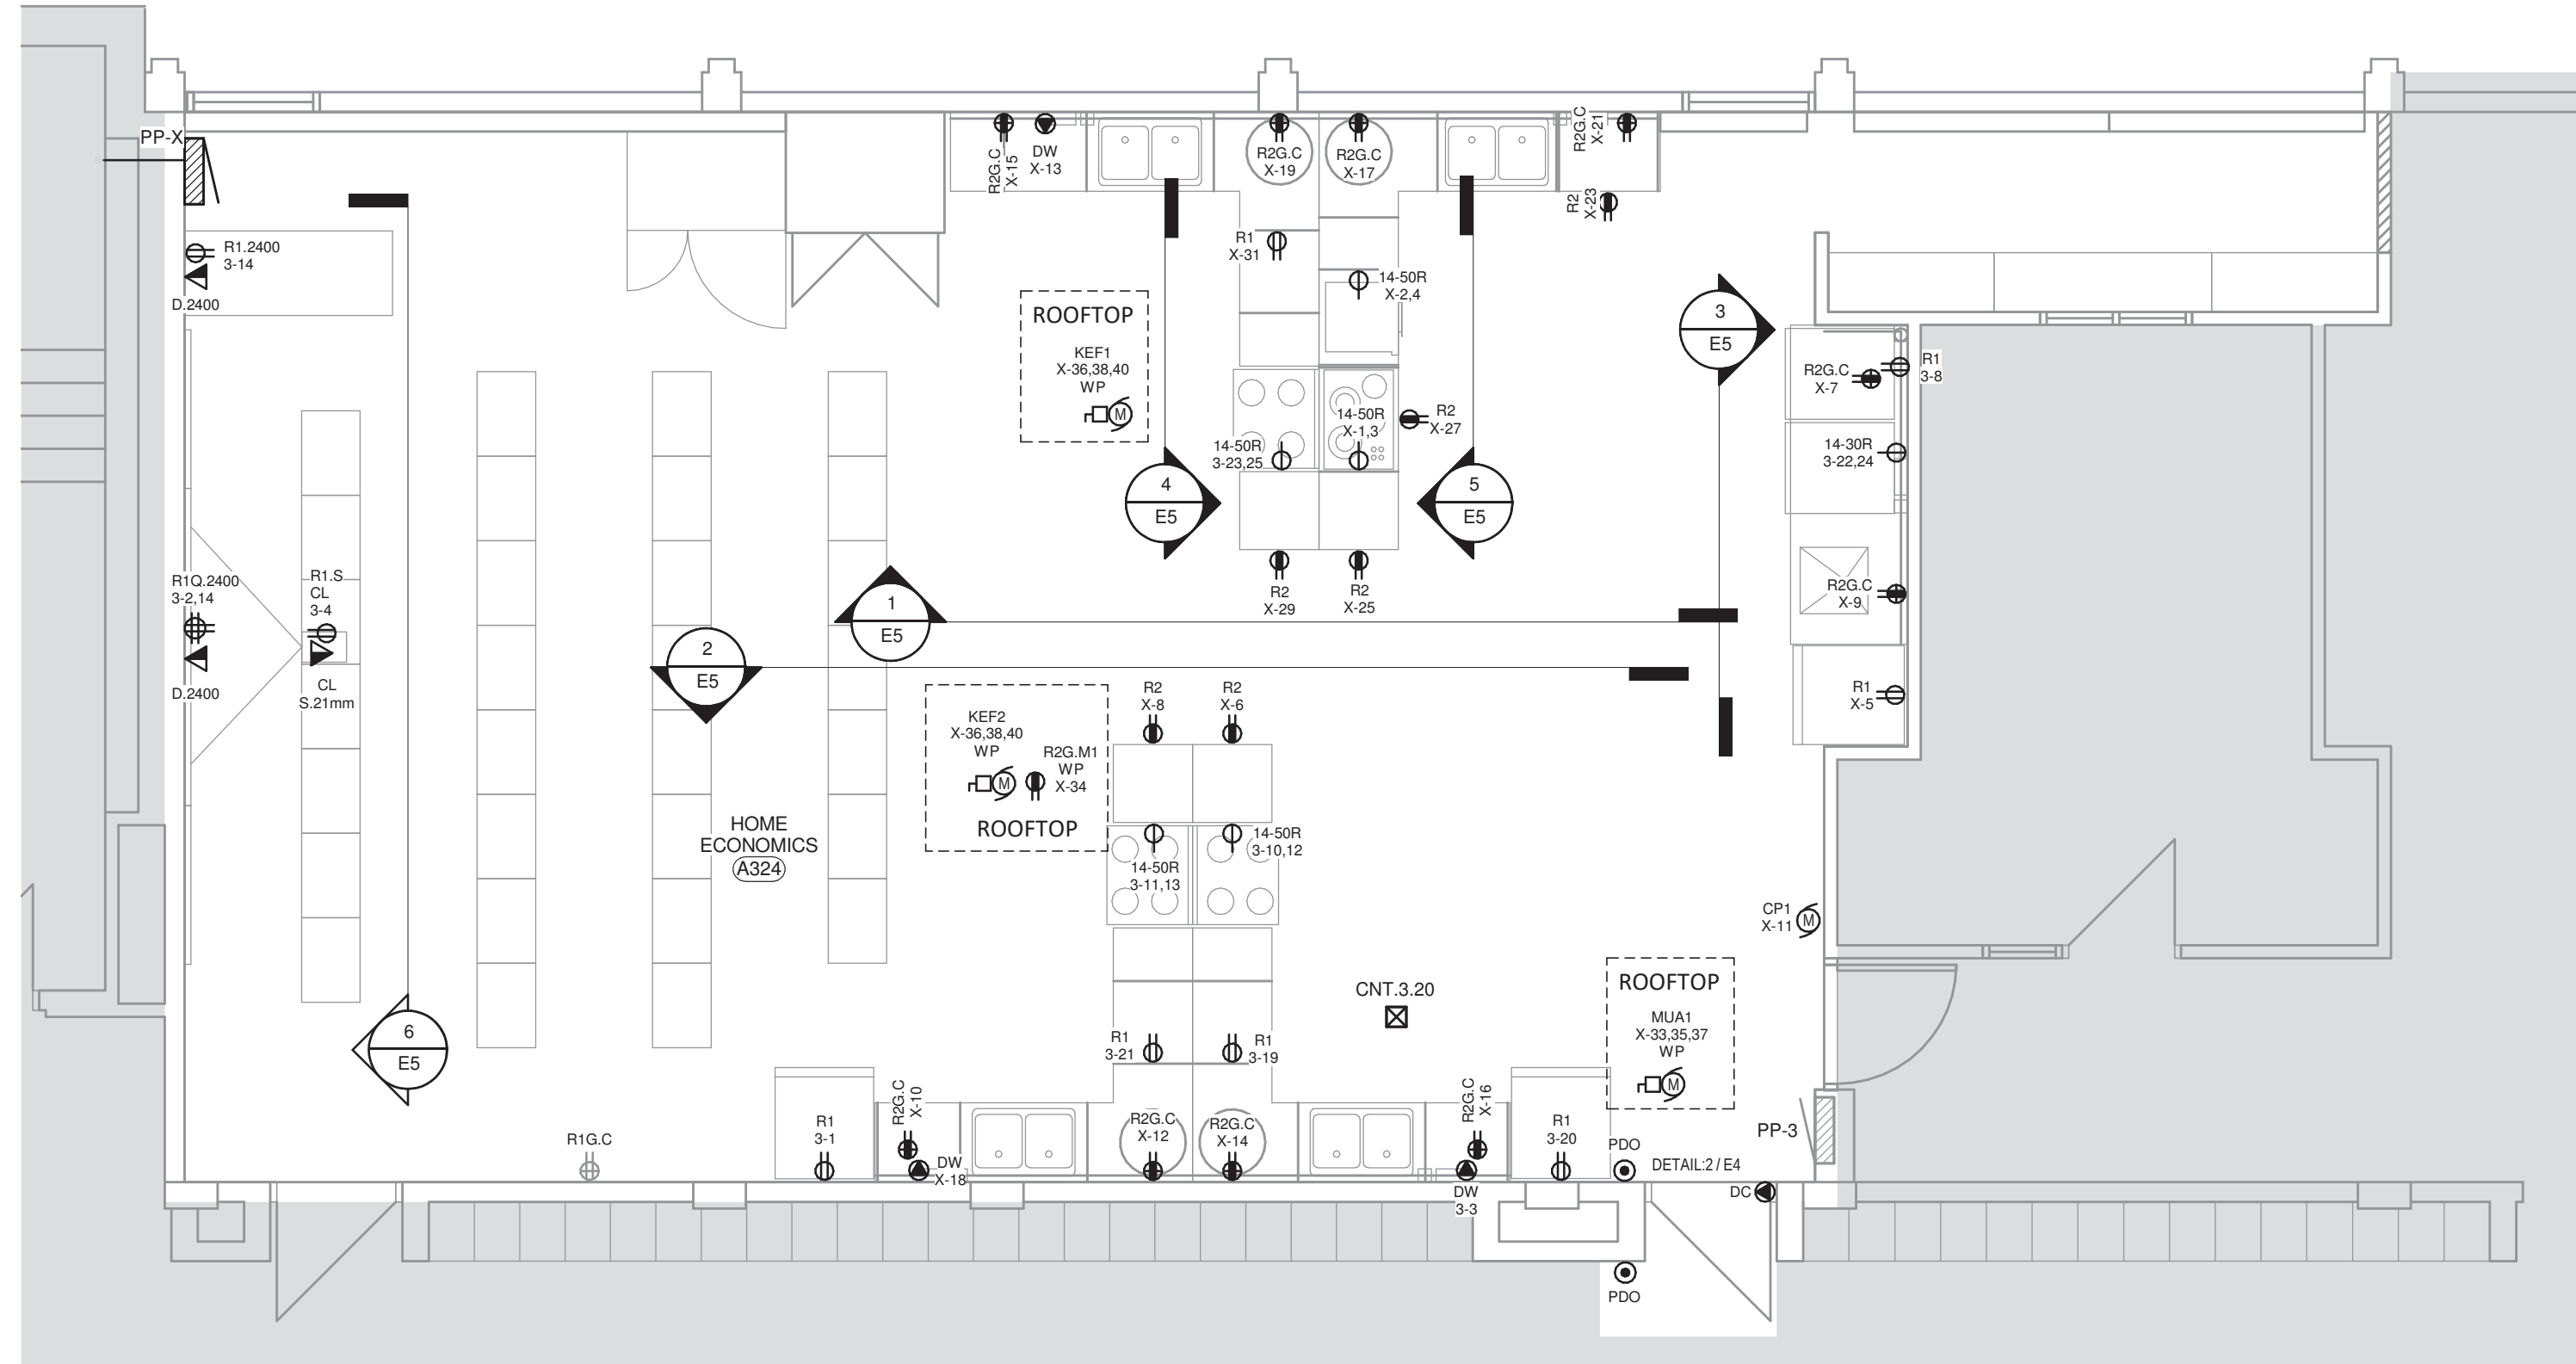 PP-X
R2G.C
X-15
DW
X-13
R2G.C
X-19
R2G.C
X-17
R2G.C
X-21
R2
X-23
R1.2400
3-14
D.2400
R1
X-31
14-50R
X-2,4
ROOFTOP
KEF1
X-36,38,40
WP
M
3
E5
R2G.C
X-7
R1
3-8
14-50R
X-1,3
R2
X-27
14-50R
3-23,25
14-30R
3-22,24
4
E5
5
E5
R1Q.2400
3-2,14
R1.S
CL
3-4
R2
X-29
R2
X-25
R2G.C
X-9
1
E5
2
E5
D.2400
CL
S.21mm
R2
X-8
R2
X-6
R1
X-5
KEF2
X-36,38,40
WP
M
R2G.M1
WP
X-34
ROOFTOP
HOME
ECONOMICS
A324
14-50R
3-10,12
14-50R
3-11,13
CP1
X-11
M
CNT.3.20
ROOFTOP
MUA1
X-33,35,37
WP
M
6
E5
R1
3-21
R1
3-19
R1G.C
R1
3-1
R2G.C
X-10
DW
X-18
R2G.C
X-12
R2G.C
X-14
R2G.C
X-16
R1
3-20
PDO
DETAIL:2 / E4
PP-3
DW
3-3
DC
PDO